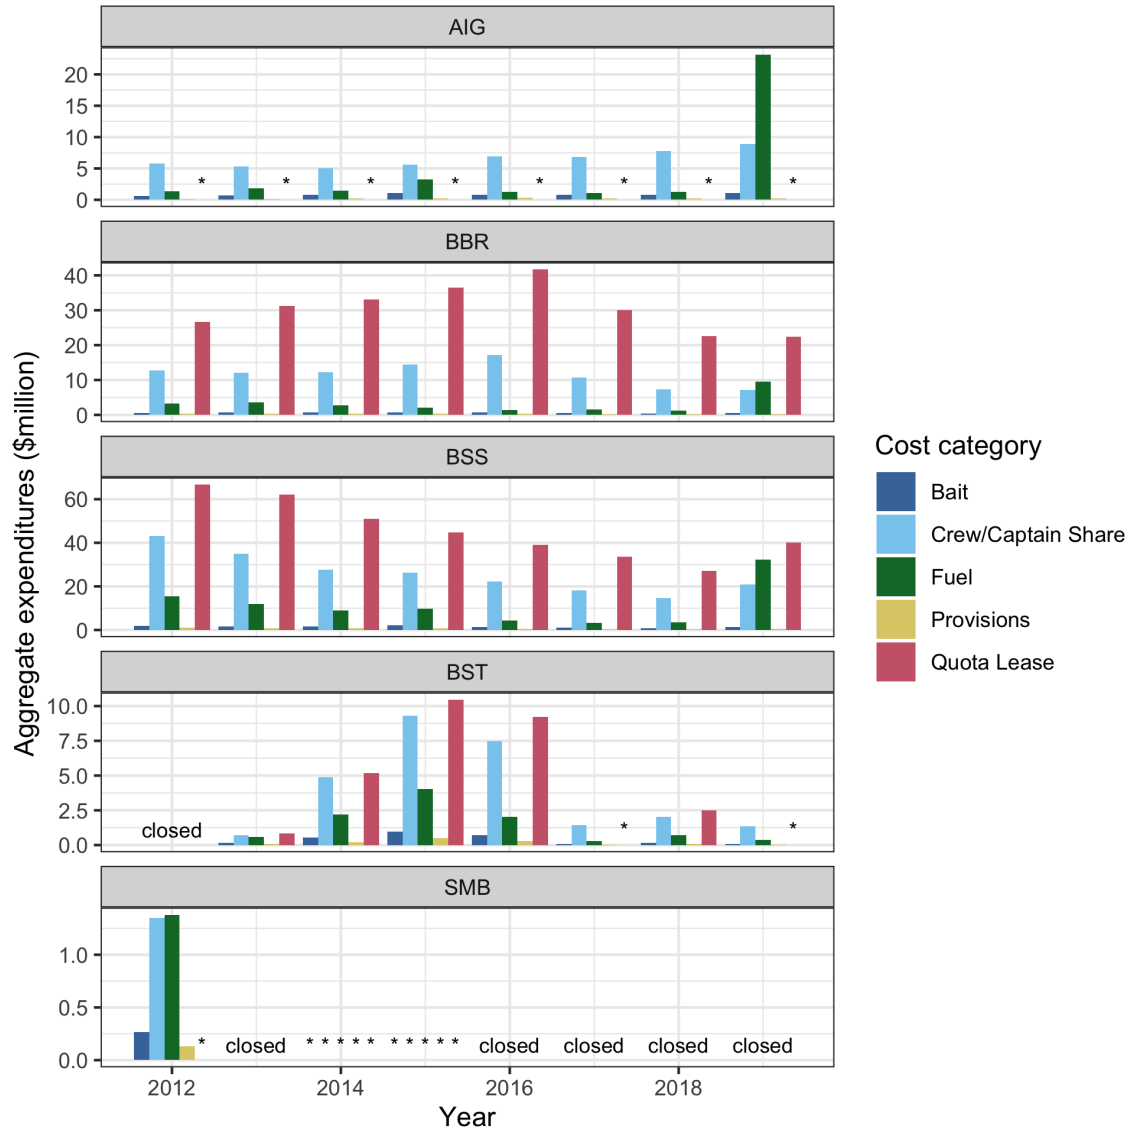 AIG
20
15
10
5
0
* * * * * * * *
BBR
40
30
20
10
0
BSS
60
40
20
0
BST
10.0
7.5
5.0
2.5
0.0
closed * *
SMB
1.0
0.5
0.0
* closed * * * * * * * * * * closed closed closed closed
2012 2014 2016 2018
Year
Aggregate expenditures ($million)
Cost category
Bait
Crew/Captain Share
Fuel
Provisions
Quota Lease